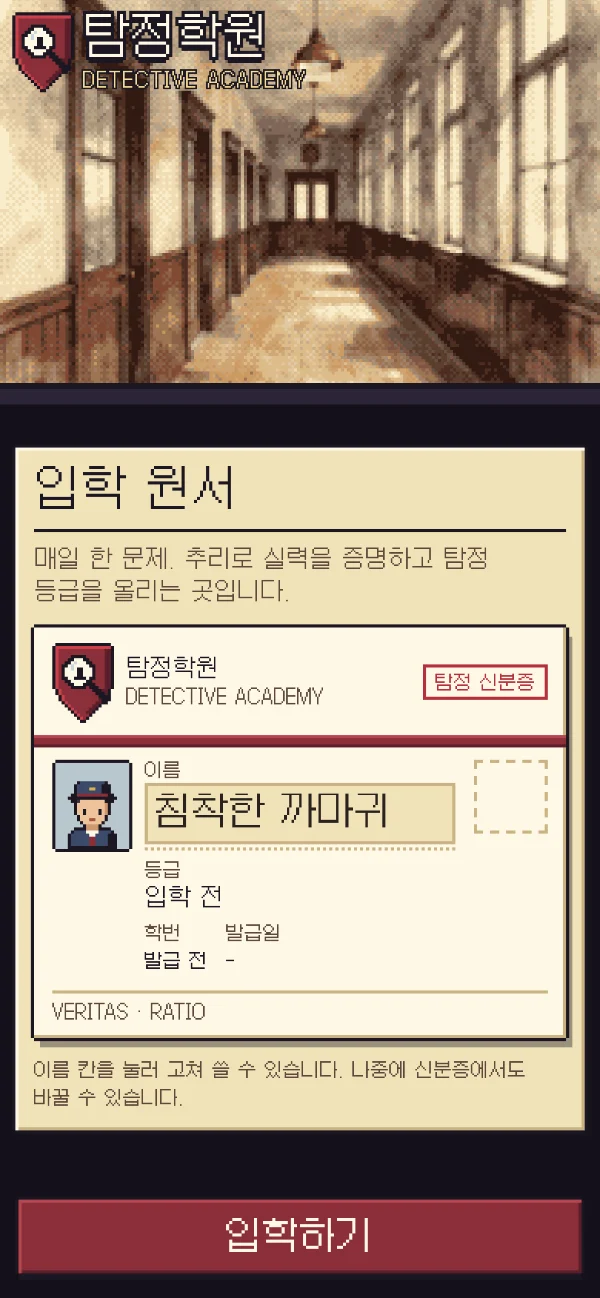 탐정학원
DETECTIVE ACADEMY
입학 원서
매일 한 문제. 추리로 실력을 증명하고 탐정
등급을 올리는 곳입니다.
탐정학원
DETECTIVE ACADEMY
탐정 신분증
이름
침착한 까마귀
등급
입학 전
학번 발급일
발급 전 -
VERITAS · RATIO
이름 칸을 눌러 고쳐 쓸 수 있습니다. 나중에 신분증에서도
바꿀 수 있습니다.
입학하기